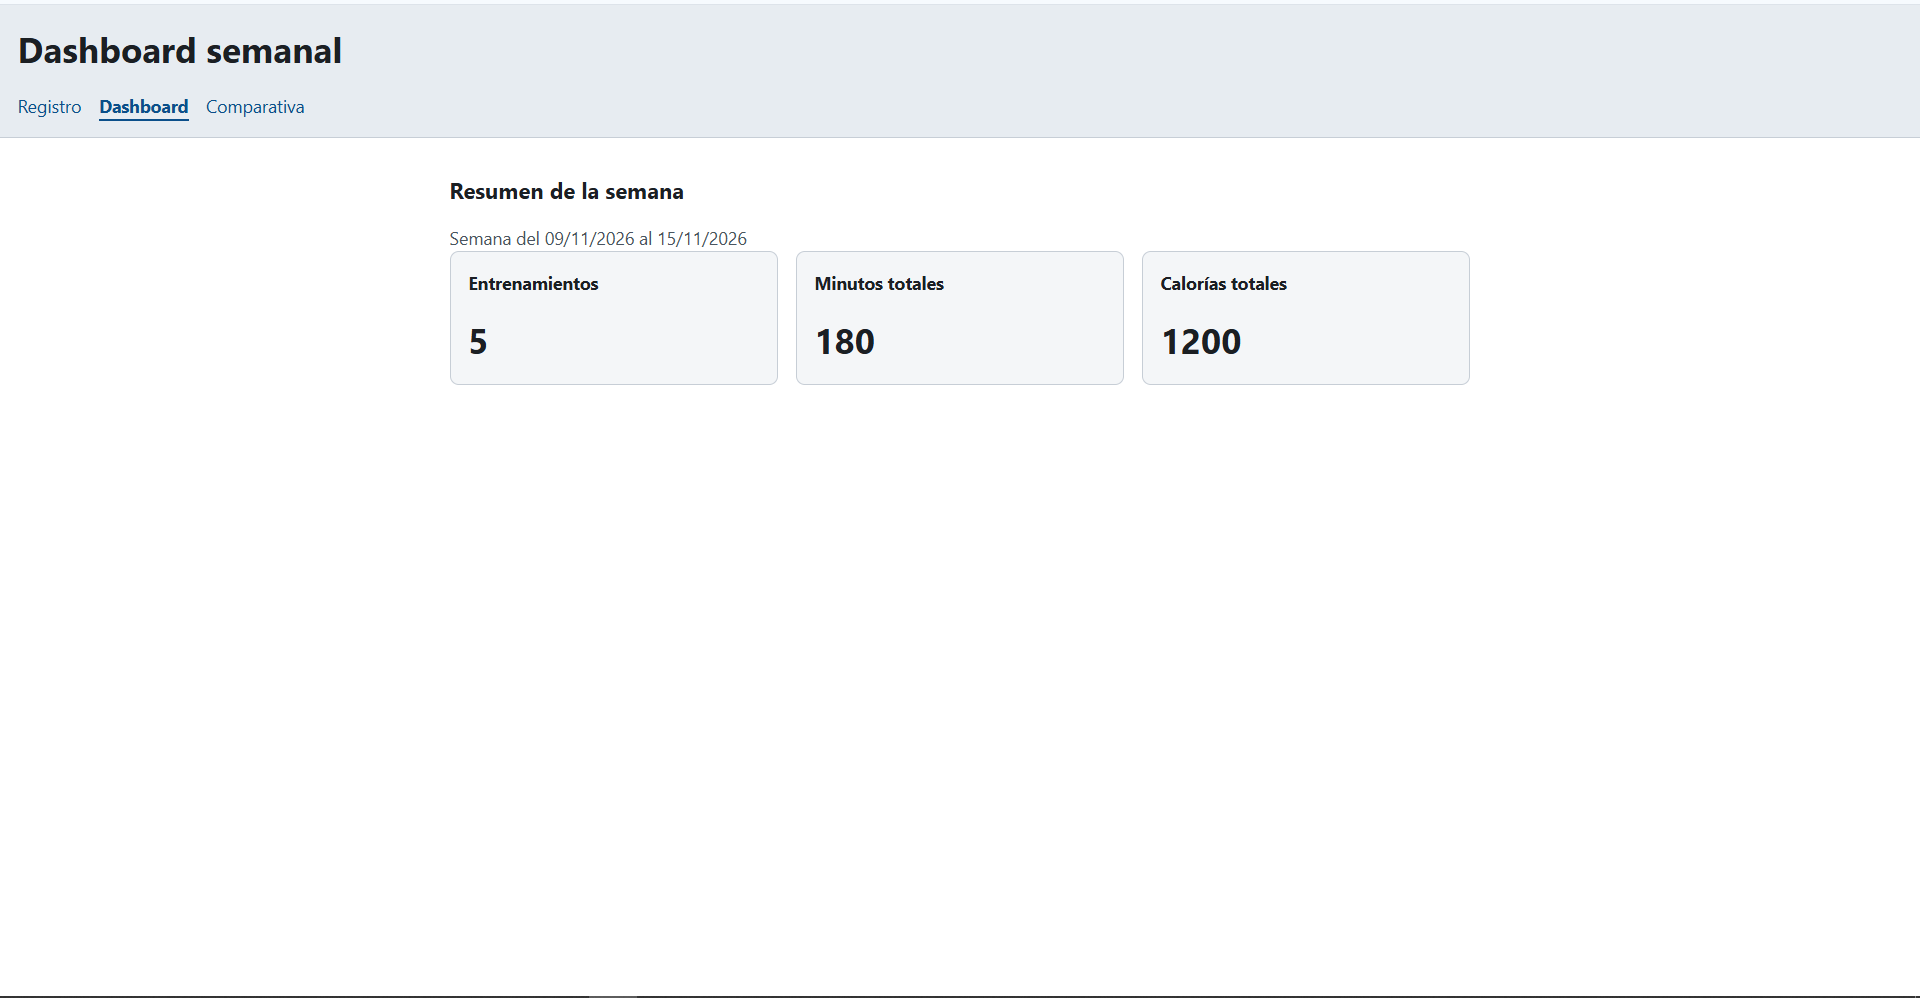 Dashboard semanal
Registro Dashboard Comparativa
Resumen de la semana
Semana del 09/11/2026 al 15/11/2026
Entrenamientos
5
Minutos totales
180
Calorías totales
1200